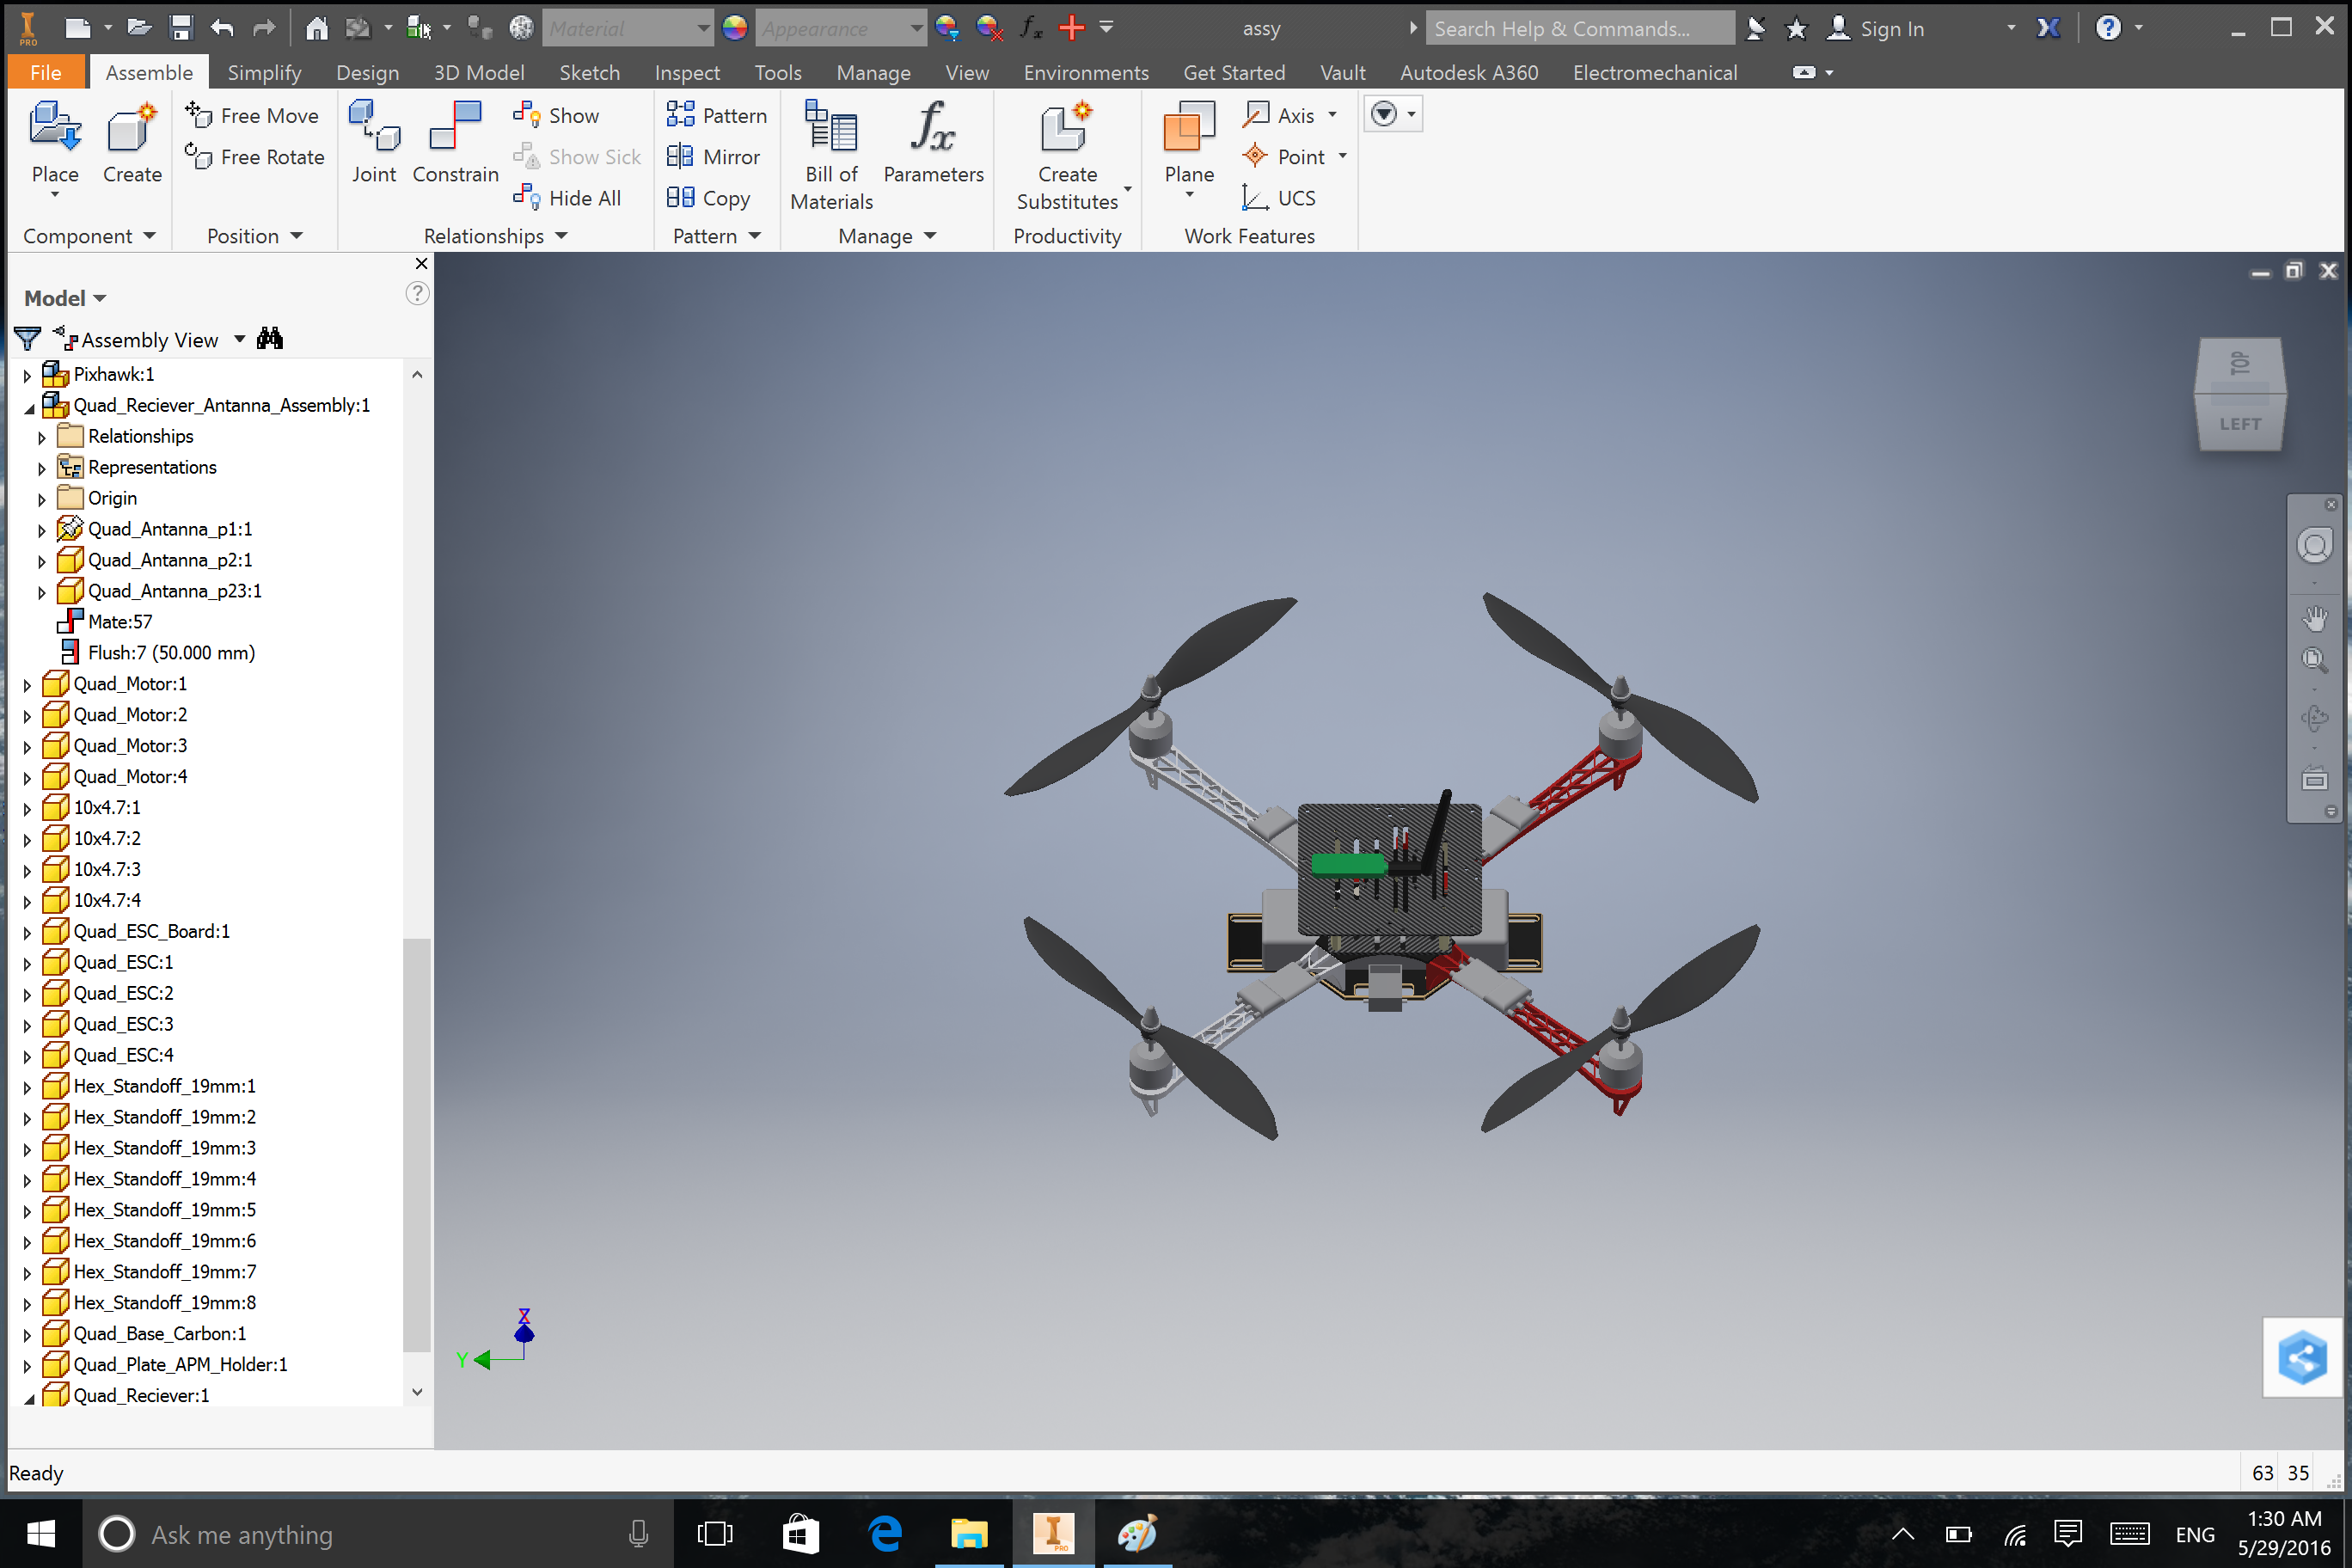 PRO
Material
Appearance
fx
assy
Search Help & Commands...
Sign In
File
Assemble
Simplify
Design
3D Model
Sketch
Inspect
Tools
Manage
View
Environments
Get Started
Vault
Autodesk A360
Electromechanical
Place
Create
Free Move
Free Rotate
Joint
Constrain
Show
Show Sick
Hide All
Pattern
Mirror
Copy
Bill of
Materials
fx
Parameters
Create
Substitutes
Plane
Axis
Point
UCS
Component
Position
Relationships
Pattern
Manage
Productivity
Work Features
Model
Assembly View
Pixhawk:1
Quad_Reciever_Antanna_Assembly:1
Relationships
Representations
Origin
Quad_Antanna_p1:1
Quad_Antanna_p2:1
Quad_Antanna_p23:1
Mate:57
Flush:7 (50.000 mm)
Quad_Motor:1
Quad_Motor:2
Quad_Motor:3
Quad_Motor:4
10x4.7:1
10x4.7:2
10x4.7:3
10x4.7:4
Quad_ESC_Board:1
Quad_ESC:1
Quad_ESC:2
Quad_ESC:3
Quad_ESC:4
Hex_Standoff_19mm:1
Hex_Standoff_19mm:2
Hex_Standoff_19mm:3
Hex_Standoff_19mm:4
Hex_Standoff_19mm:5
Hex_Standoff_19mm:6
Hex_Standoff_19mm:7
Hex_Standoff_19mm:8
Quad_Base_Carbon:1
Quad_Plate_APM_Holder:1
Quad_Reciever:1
TOP
LEFT
Z
Y
Ready
63 35
Ask me anything
PRO
ENG
1:30 AM
5/29/2016